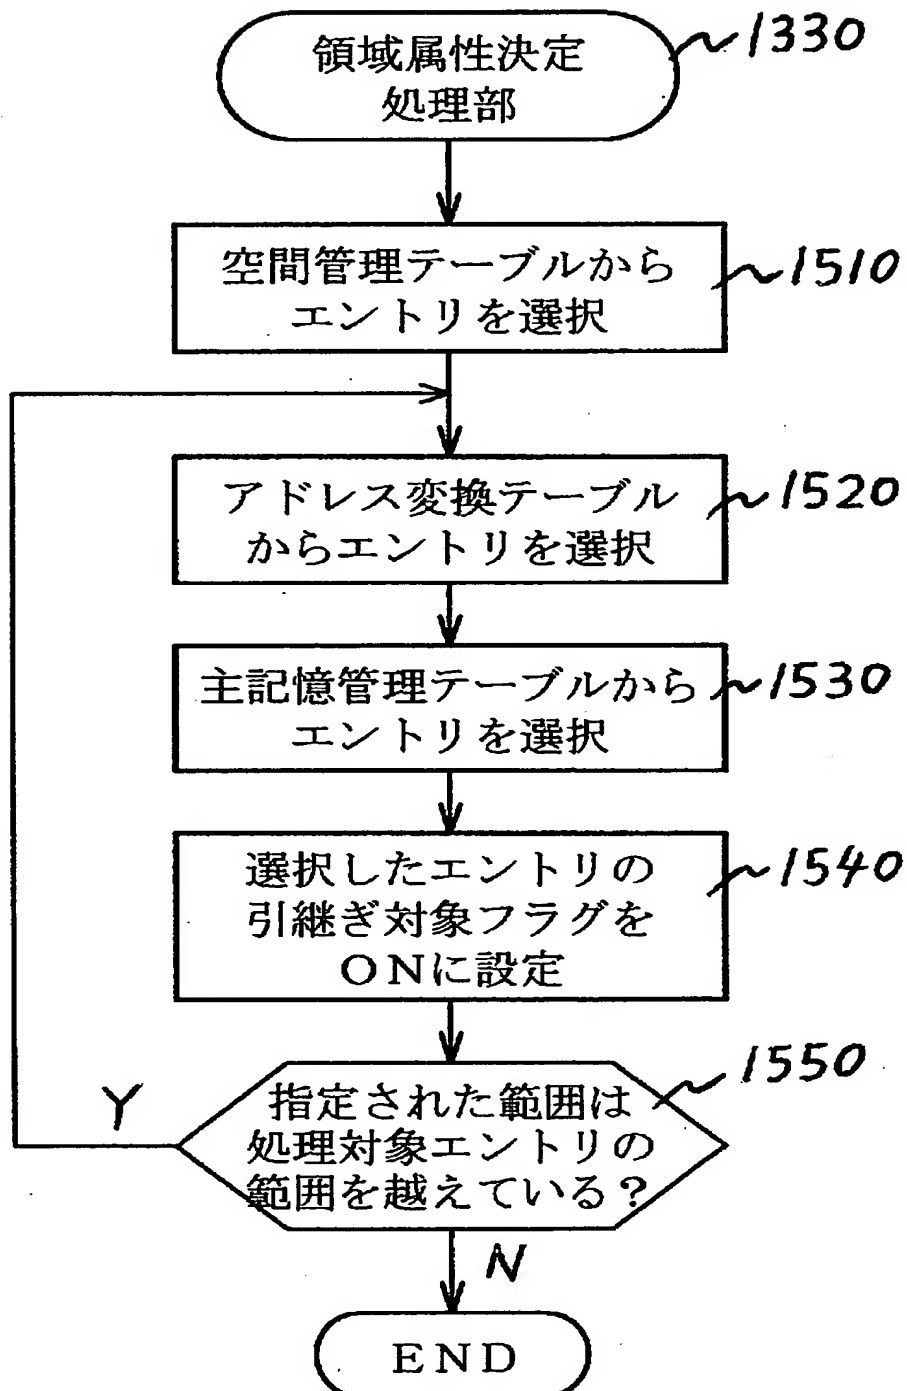 領域属性決定
処理部
1330
空間管理テーブルから
エントリを選択
1510
アドレス変換テーブル
からエントリを選択
1520
主記憶管理テーブルから
エントリを選択
1530
選択したエントリの
引継ぎ対象フラグを
ONに設定
1540
指定された範囲は
処理対象エントリの
範囲を越えている?
1550
Y
N
END